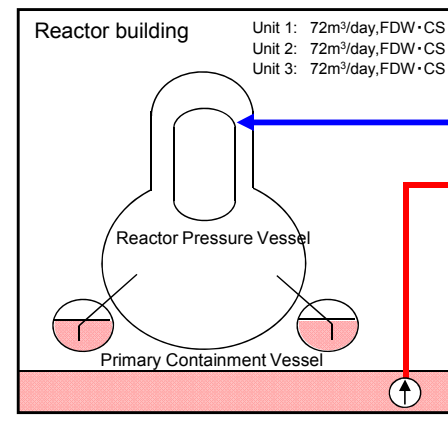 Reactor building
Unit 1: 72m³/day,FDW・CS
Unit 2: 72m³/day,FDW・CS
Unit 3: 72m³/day,FDW・CS
Reactor Pressure Vessel
Primary Containment Vessel